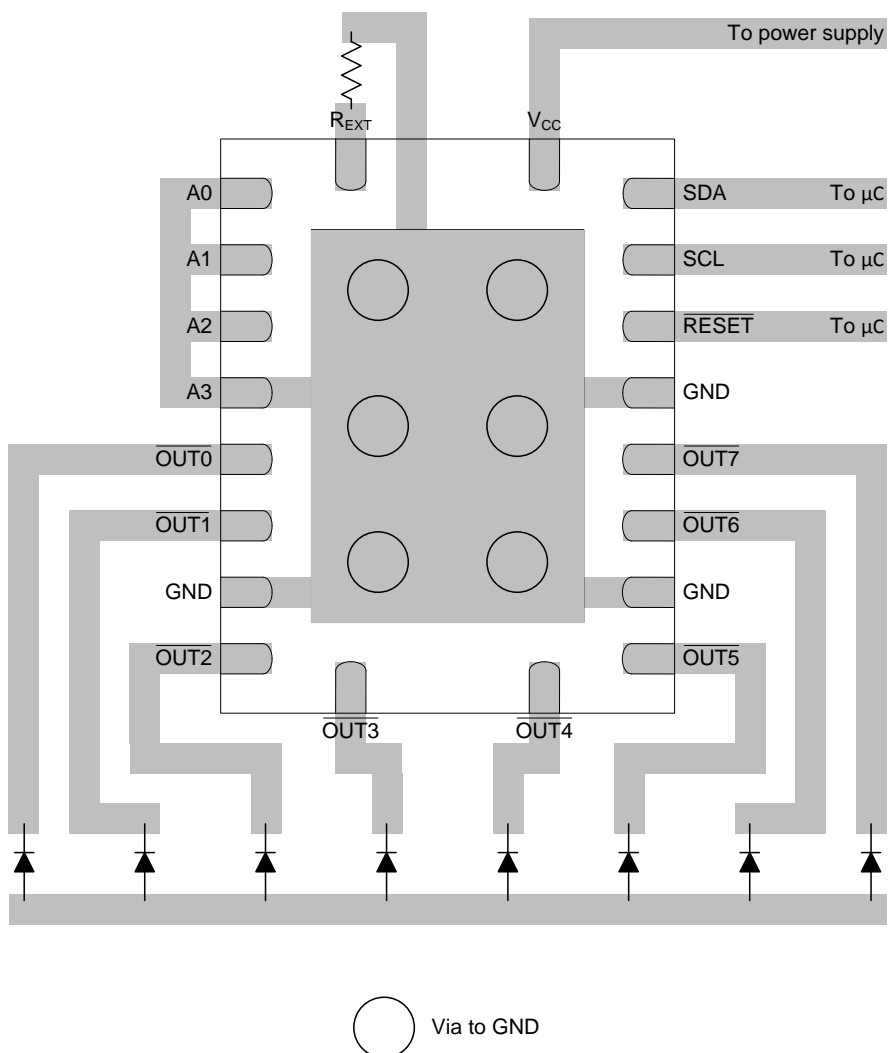 To power supply
R_EXT
V_CC
A0
SDA
To μC
A1
SCL
To μC
A2
RESET
To μC
A3
GND
OUT0
OUT7
OUT1
OUT6
GND
GND
OUT2
OUT5
OUT3
OUT4
Via to GND